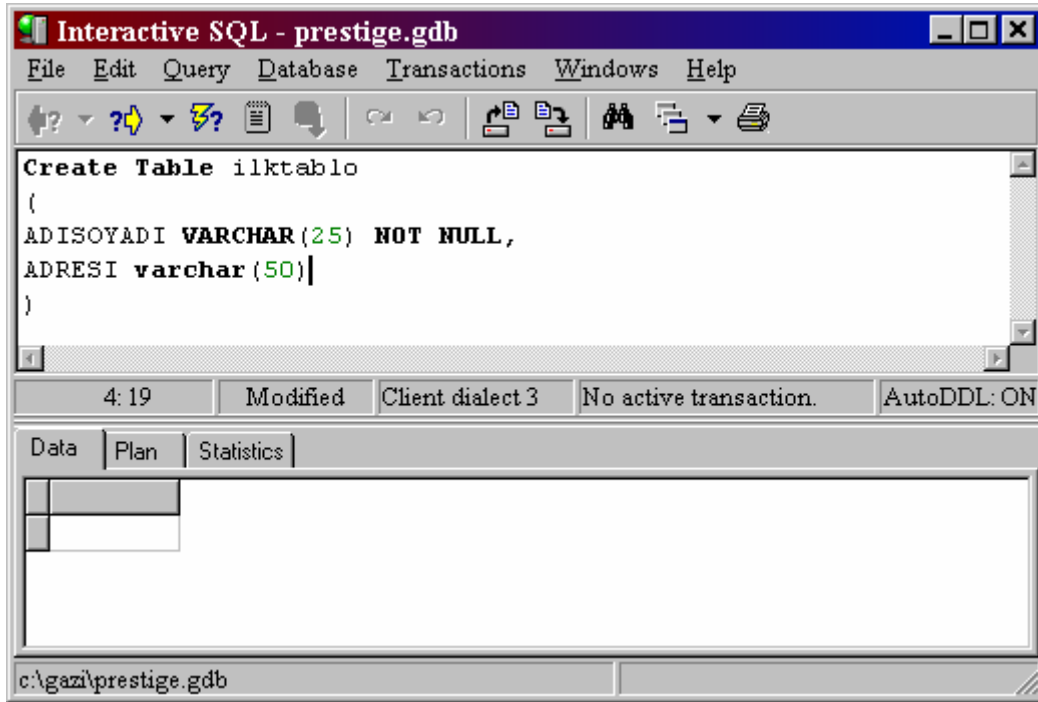 Interactive SQL - prestige.gdb
File Edit Query Database Transactions Windows Help
Create Table ilktablo
(
ADISOYADI VARCHAR(25) NOT NULL,
ADRESI varchar(50)
)
4: 19 Modified Client dialect 3 No active transaction. AutoDDL: ON
Data Plan Statistics
c:\gazi\prestige.gdb